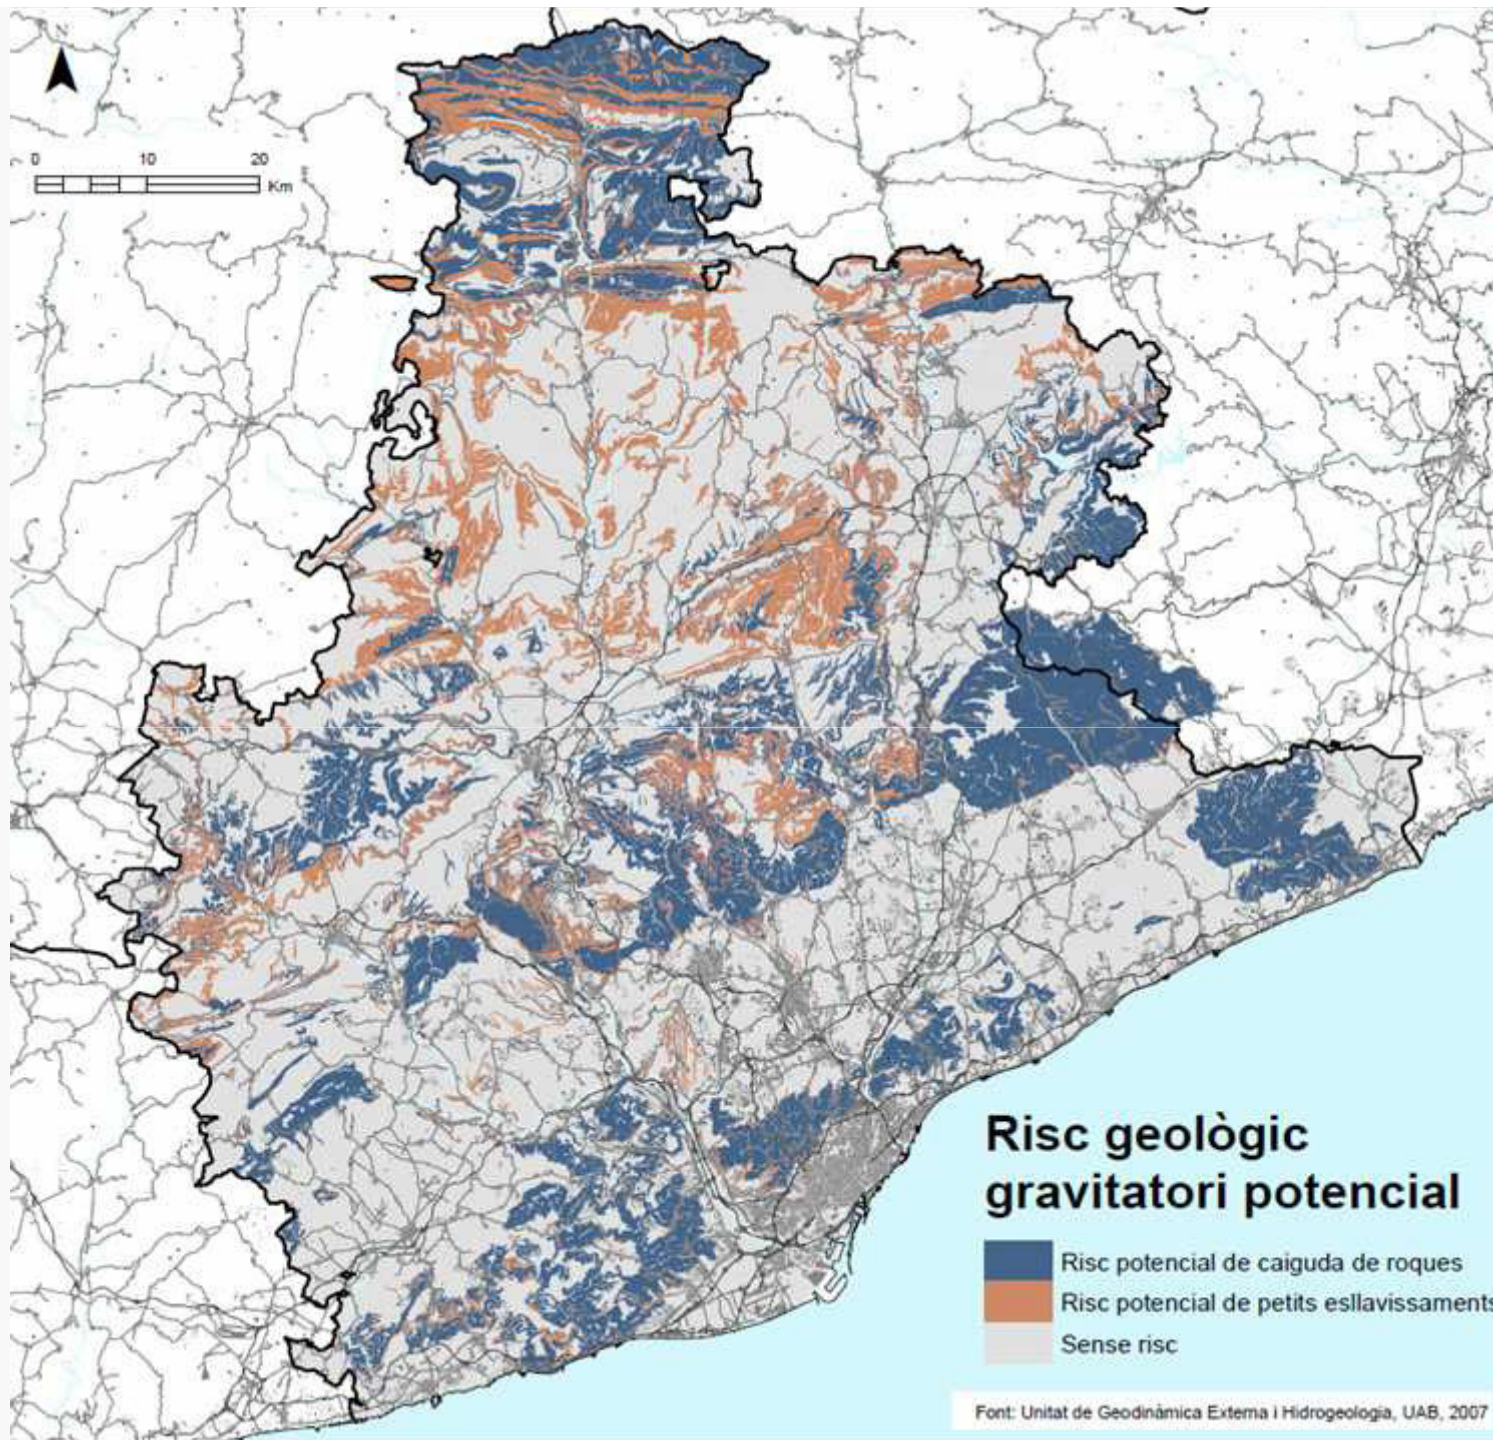 N
0 10 20
Km
Risc geològic
gravitatori potencial
Risc potencial de caiguda de roques
Risc potencial de petits esllavissaments
Sense risc
Font: Unitat de Geodinàmica Externa i Hidrogeologia, UAB, 2007